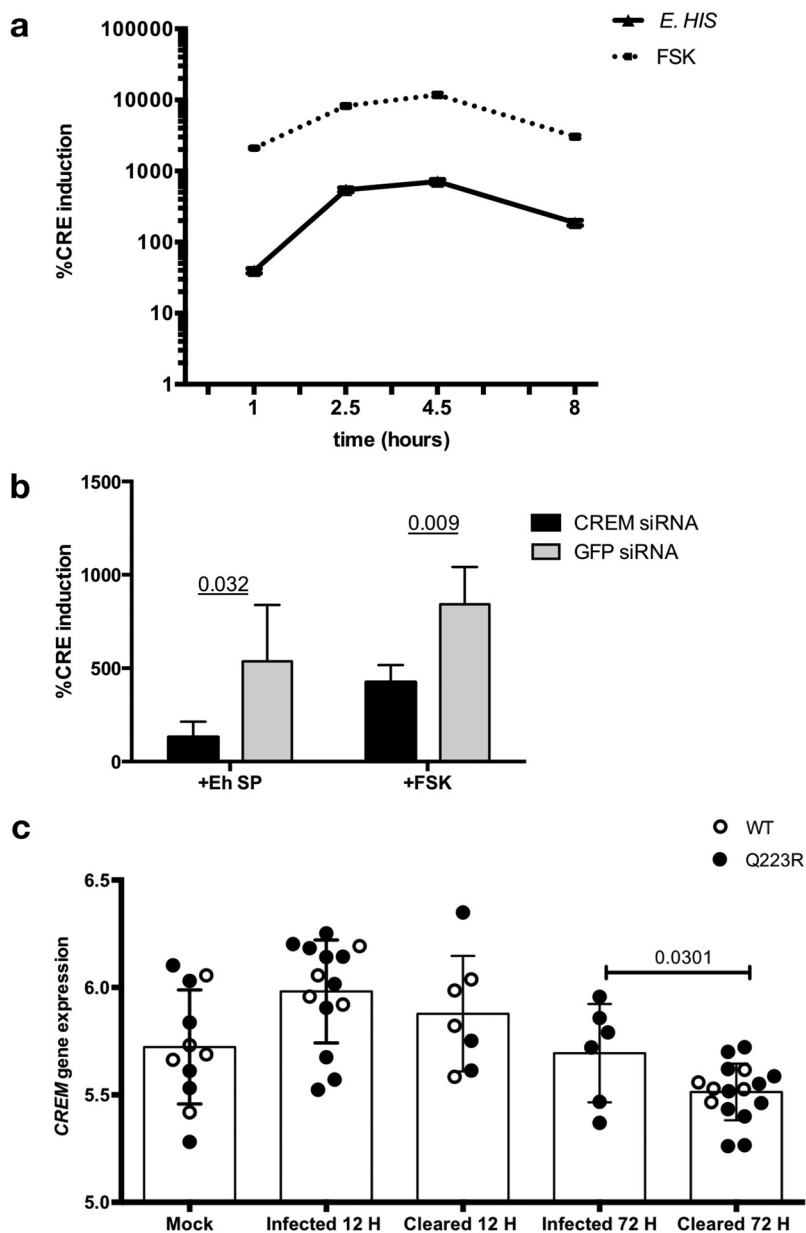 a
E. HIS
FSK
%CRE induction
100000
10000
1000
100
10
1
1 2.5 4.5 8
time (hours)
b
%CRE induction
1500
1000
500
0
0.032
0.009
CREM siRNA
GFP siRNA
+Eh SP +FSK
c
WT
Q223R
CREM gene expression
6.5
6.0
5.5
5.0
0.0301
Mock Infected 12 H Cleared 12 H Infected 72 H Cleared 72 H